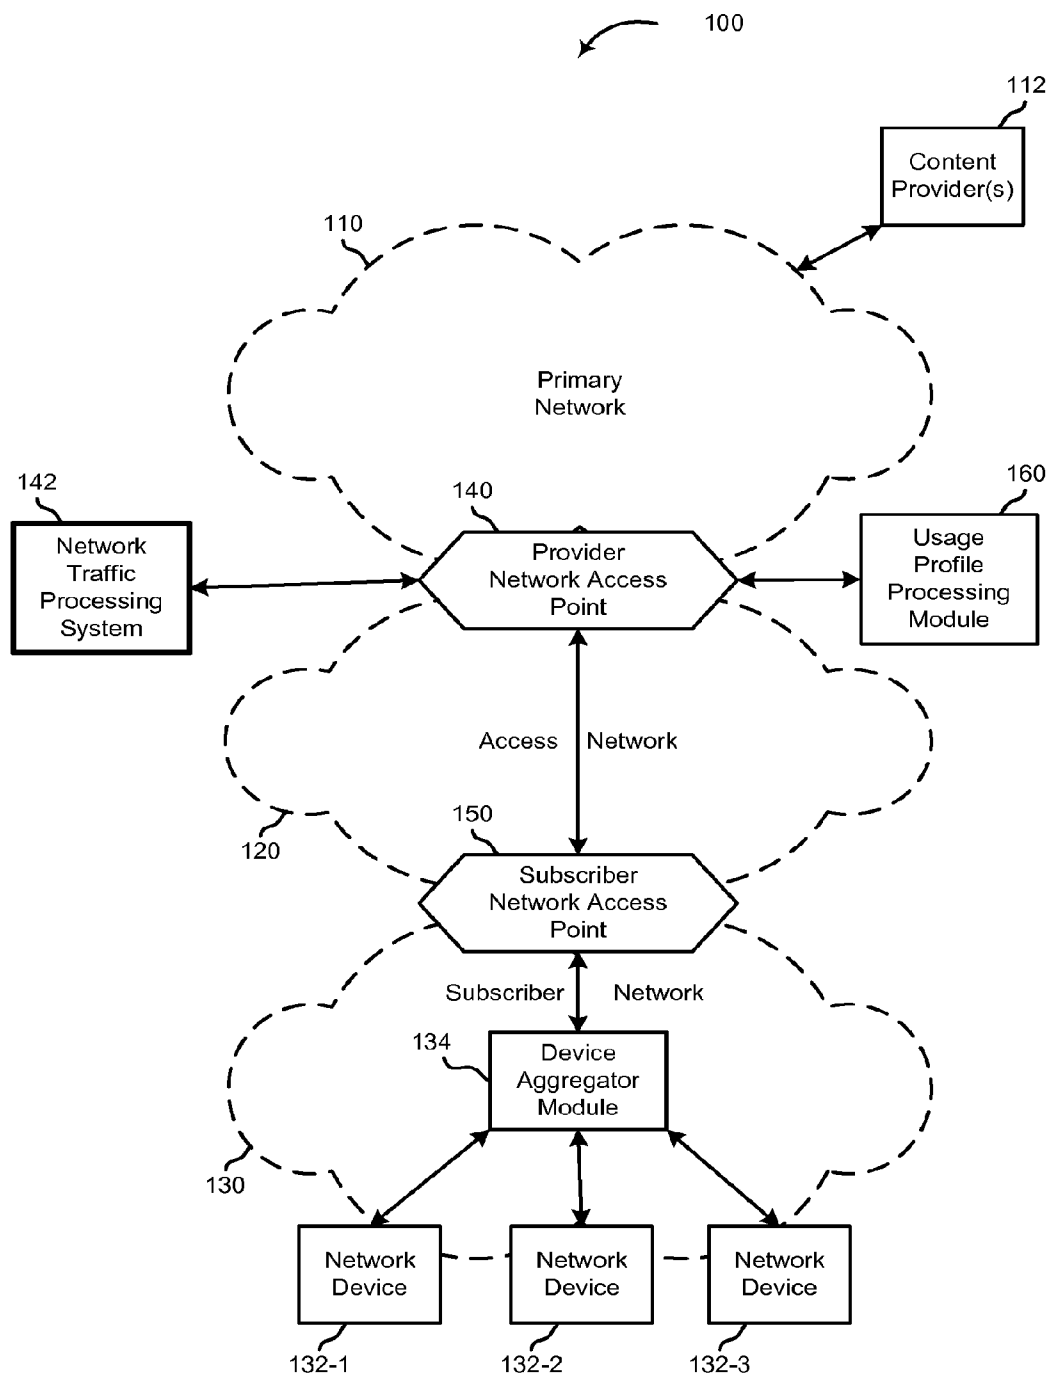 100
112
Content
Provider(s)
110
Primary
Network
142
140
160
Network
Traffic
Processing
System
Provider
Network Access
Point
Usage
Profile
Processing
Module
Access Network
120
150
Subscriber
Network Access
Point
Subscriber Network
134
Device
Aggregator
Module
130
Network
Device
Network
Device
Network
Device
132-1
132-2
132-3